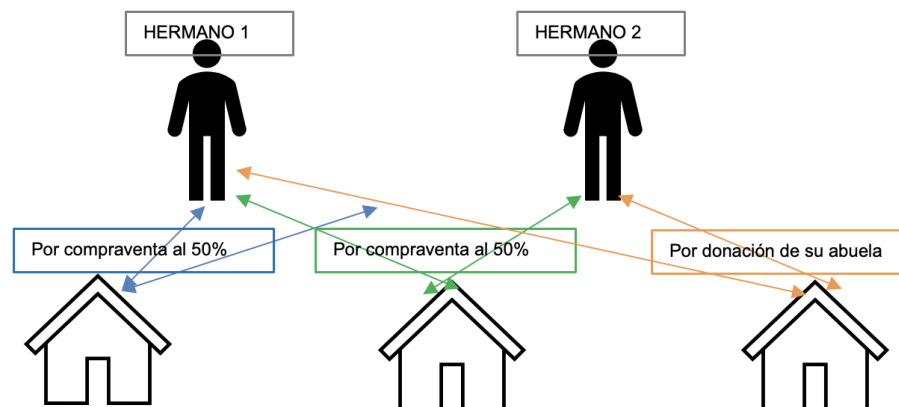 HERMANO 1
HERMANO 2
Por compraventa al 50%
Por compraventa al 50%
Por donación de su abuela